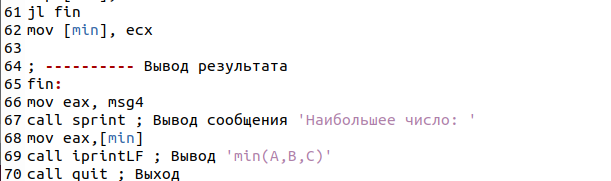 61 jl fin
62 mov [min], ecx
63
64 ; ---------- Вывод результата
65 fin:
66 mov eax, msg4
67 call sprint ; Вывод сообщения 'Наибольшее число: '
68 mov eax,[min]
69 call iprintLF ; Вывод 'min(A,B,C)'
70 call quit ; Выход